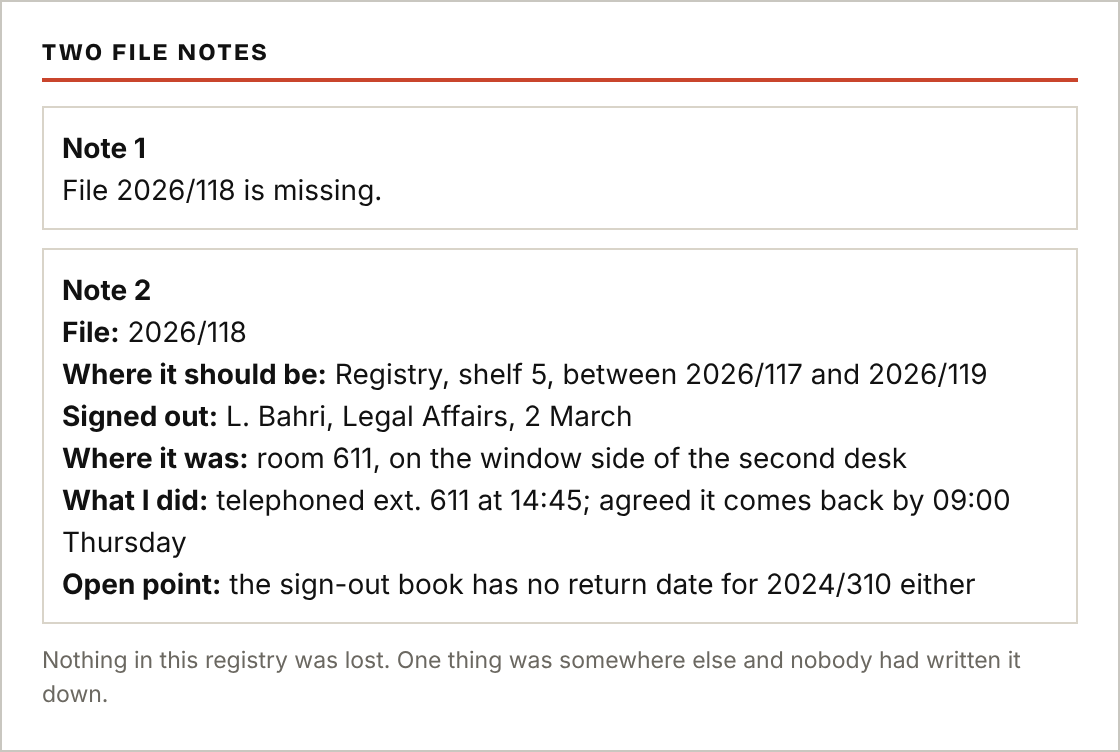 TWO FILE NOTES
Note 1
File 2026/118 is missing.
Note 2
File: 2026/118
Where it should be: Registry, shelf 5, between 2026/117 and 2026/119
Signed out: L. Bahri, Legal Affairs, 2 March
Where it was: room 611, on the window side of the second desk
What I did: telephoned ext. 611 at 14:45; agreed it comes back by 09:00
Thursday
Open point: the sign-out book has no return date for 2024/310 either
Nothing in this registry was lost. One thing was somewhere else and nobody had written it
down.